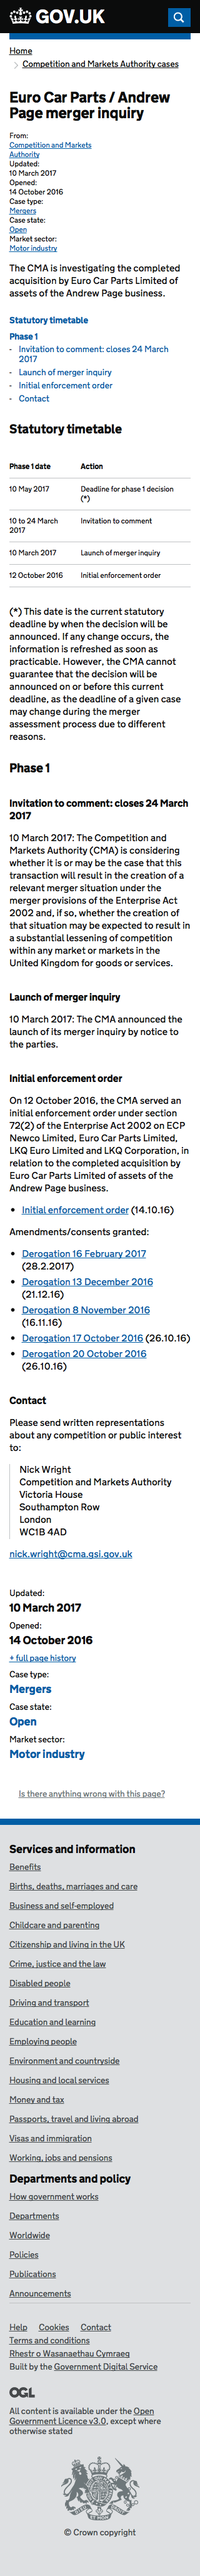 GOV.UK
Home
Competition and Markets Authority cases
Euro Car Parts / Andrew
Page merger inquiry
From:
Competition and Markets
Authority
Updated:
10 March 2017
Opened:
14 October 2016
Case type:
Mergers
Case state:
Open
Market sector:
Motor industry
The CMA is investigating the completed
acquisition by Euro Car Parts Limited of
assets of the Andrew Page business.
Statutory timetable
Phase 1
- Invitation to comment: closes 24 March
2017
- Launch of merger inquiry
- Initial enforcement order
- Contact
Statutory timetable
Phase 1 date Action
10 May 2017 Deadline for phase 1 decision
(*)
10 to 24 March Invitation to comment
2017
10 March 2017 Launch of merger inquiry
12 October 2016 Initial enforcement order
(*) This date is the current statutory
deadline by when the decision will be
announced. If any change occurs, the
information is refreshed as soon as
practicable. However, the CMA cannot
guarantee that the decision will be
announced on or before the current
deadline, as the deadline of a given case
may change during the merger
assessment process due to different
reasons.
Phase 1
Invitation to comment: closes 24 March
2017
10 March 2017: The Competition and
Markets Authority (CMA) is considering
whether it is or may be the case that this
transaction will result in the creation of a
relevant merger situation under the
merger provisions of the Enterprise Act
2002 and, if so, whether the creation of
that situation may be expected to result in
a substantial lessening of competition
within any market or markets in the
United Kingdom for goods or services.
Launch of merger inquiry
10 March 2017: The CMA announced the
launch of its merger inquiry by notice to
the parties.
Initial enforcement order
On 12 October 2016, the CMA served an
initial enforcement order under section
72(2) of the Enterprise Act 2002 on ECP
Newco Limited, Euro Car Parts Limited,
LKQ Euro Limited and LKQ Corporation, in
relation to the completed acquisition by
Euro Car Parts Limited of assets of the
Andrew Page business.
• Initial enforcement order (14.10.16)
Amendments/consents granted:
• Derogation 16 February 2017
(28.2.2017)
• Derogation 13 December 2016
(21.12.16)
• Derogation 8 November 2016
(16.11.16)
• Derogation 17 October 2016 (26.10.16)
• Derogation 20 October 2016
(26.10.16)
Contact
Please send written representations
about any competition or public interest
to:
Nick Wright
Competition and Markets Authority
Victoria House
Southampton Row
London
WC1B 4AD
nick.wright@cma.gsi.gov.uk
Updated:
10 March 2017
Opened:
14 October 2016
+ full page history
Case type:
Mergers
Case state:
Open
Market sector:
Motor industry
Is there anything wrong with this page?
Services and information
Benefits
Births, deaths, marriages and care
Business and self-employed
Childcare and parenting
Citizenship and living in the UK
Crime, justice and the law
Disabled people
Driving and transport
Education and learning
Employing people
Environment and countryside
Housing and local services
Money and tax
Passports, travel and living abroad
Visas and immigration
Working, jobs and pensions
Departments and policy
How government works
Departments
Worldwide
Policies
Publications
Announcements
Help Cookies Contact
Terms and conditions
Rhestr o Wasanaethau Cymraeg
Built by the Government Digital Service
OGL
All content is available under the Open
Government Licence v3.0, except where
otherwise stated
© Crown copyright